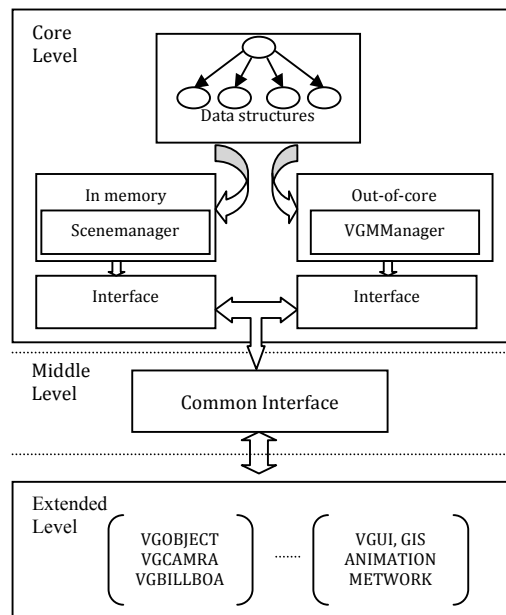 Core
Level
Data structures
In memory
Scenemanager
Interface
Out-of-core
VGMManager
Interface
Middle
Level
Common Interface
Extended
Level
VGOBJECT
VGCAMRA
VGBILLBOA
.......
VGUI, GIS
ANIMATION
METWORK